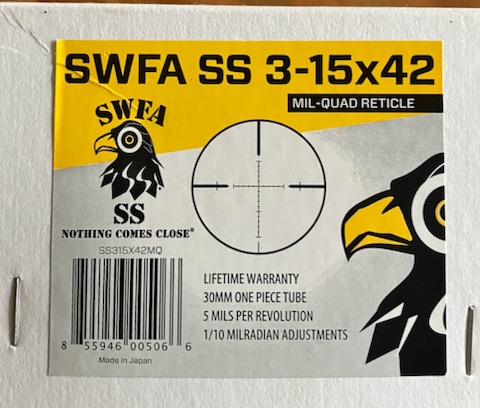 SWFA SS 3-15x42
MIL-QUAD RETICLE
SWFA
SS
NOTHING COMES CLOSE®
SS315X42MQ
8 55946 00506 6
Made in Japan
LIFETIME WARRANTY
30MM ONE PIECE TUBE
5 MILS PER REVOLUTION
1/10 MILRADIAN ADJUSTMENTS